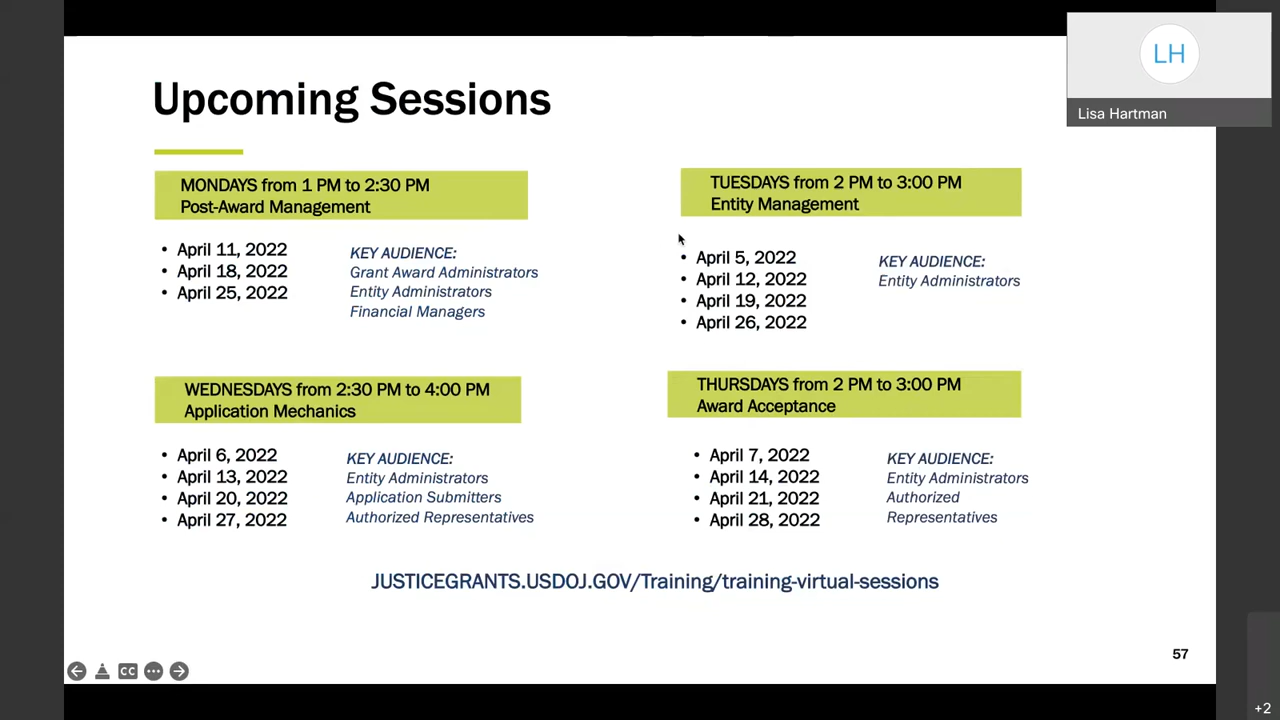 LH
Lisa Hartman
Upcoming Sessions
MONDAYS from 1 PM to 2:30 PM
Post-Award Management
• April 11, 2022
• April 18, 2022
• April 25, 2022
KEY AUDIENCE:
Grant Award Administrators
Entity Administrators
Financial Managers
TUESDAYS from 2 PM to 3:00 PM
Entity Management
• April 5, 2022
• April 12, 2022
• April 19, 2022
• April 26, 2022
KEY AUDIENCE:
Entity Administrators
WEDNESDAYS from 2:30 PM to 4:00 PM
Application Mechanics
• April 6, 2022
• April 13, 2022
• April 20, 2022
• April 27, 2022
KEY AUDIENCE:
Entity Administrators
Application Submitters
Authorized Representatives
THURSDAYS from 2 PM to 3:00 PM
Award Acceptance
• April 7, 2022
• April 14, 2022
• April 21, 2022
• April 28, 2022
KEY AUDIENCE:
Entity Administrators
Authorized
Representatives
JUSTICEGRANTS.USDOJ.GOV/Training/training-virtual-sessions
57
CC
+2